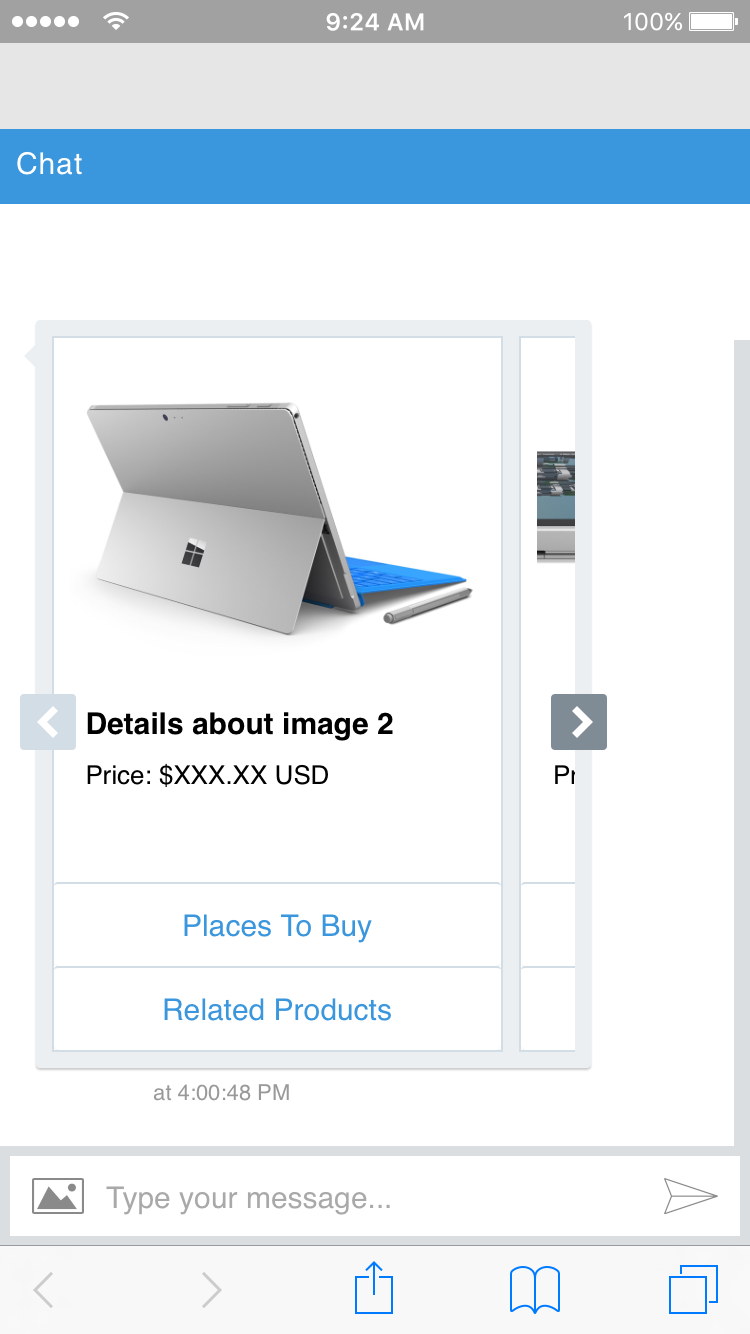 9:24 AM
100%
Chat
Details about image 2
Price: $XXX.XX USD
Pr
Places To Buy
Related Products
at 4:00:48 PM
Type your message...